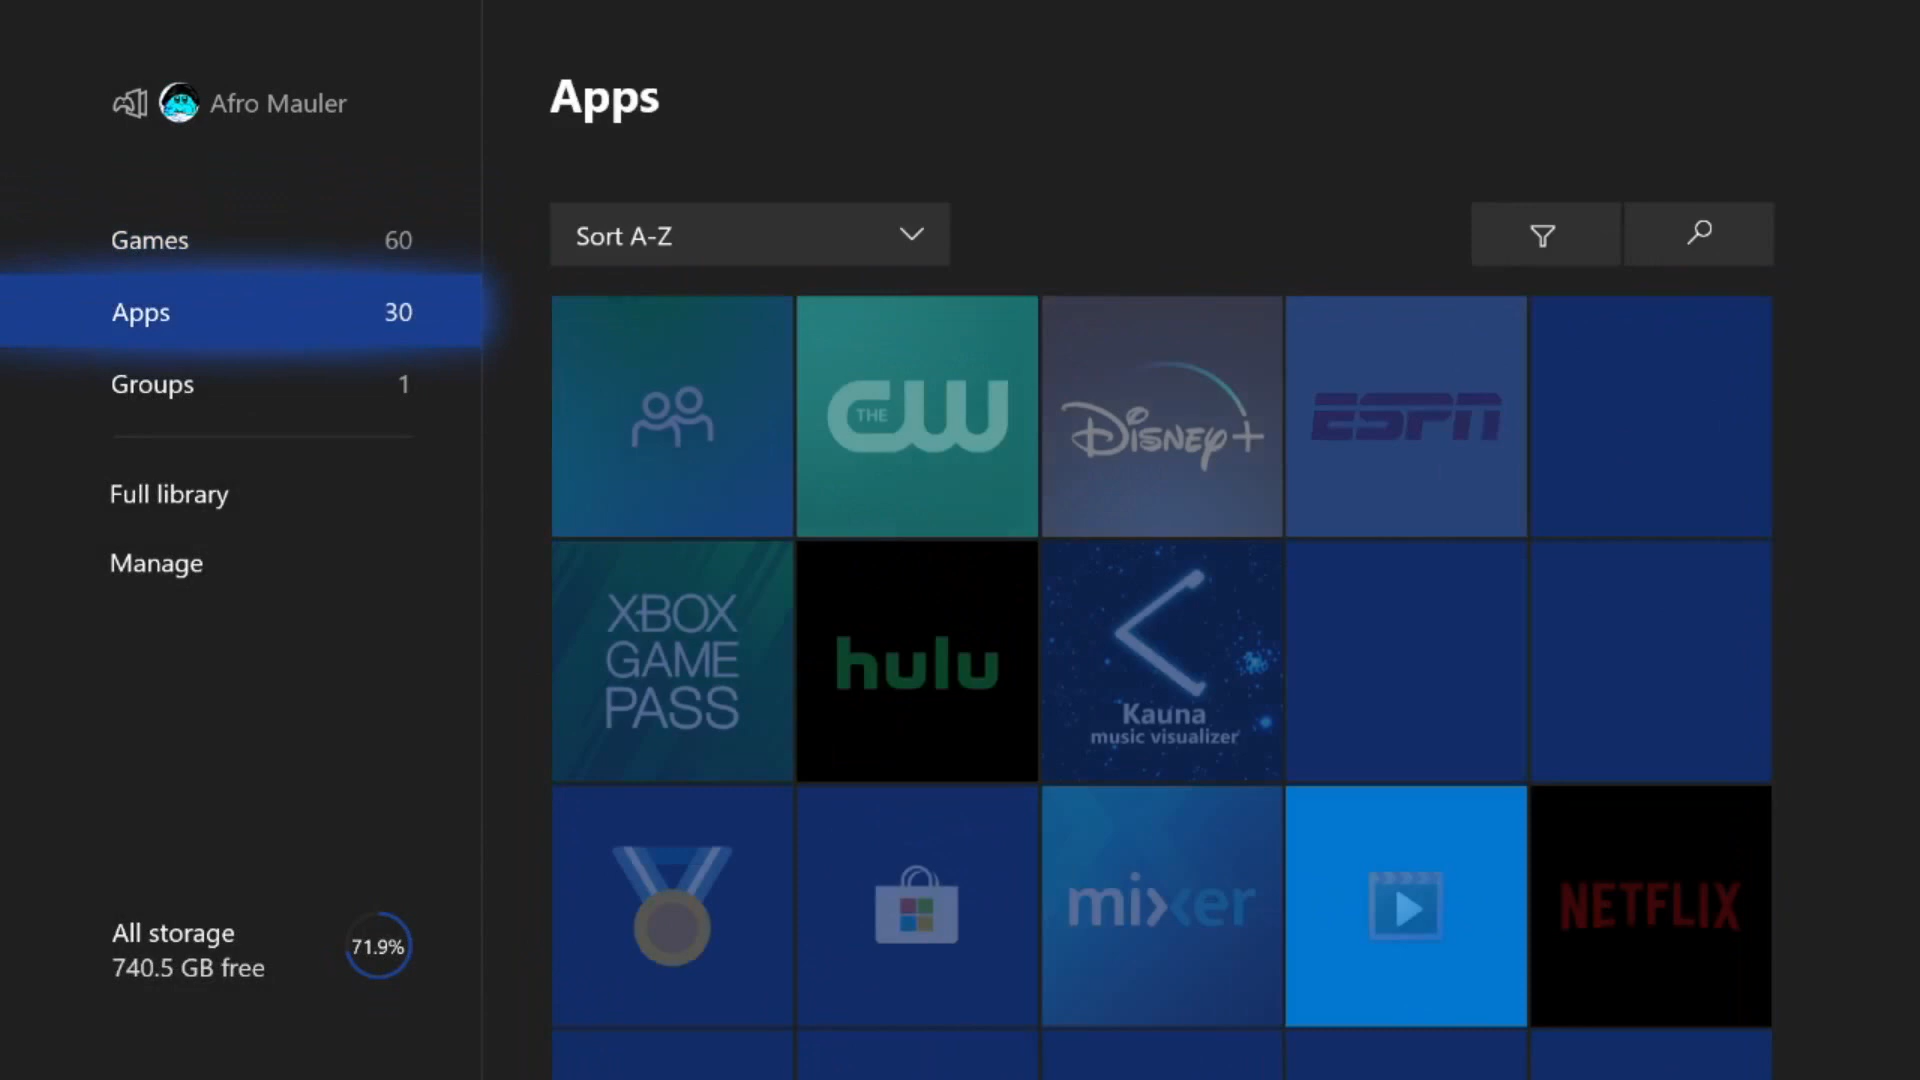 Afro Mauler
Games 60
Apps 30
Groups 1
Full library
Manage
All storage
740.5 GB free
71.9%
Apps
Sort A-Z
THE CW
Disney+
ESPN
XBOX
GAME
PASS
hulu
Kauna
music visualizer
mixer
NETFLIX